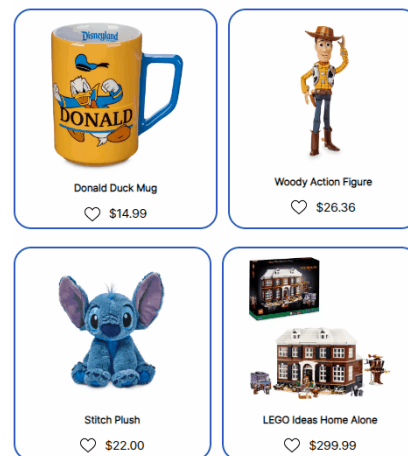 Disneyland
DONALD
Donald Duck Mug
$14.99
Woody Action Figure
$26.36
Stitch Plush
$22.00
LEGO Ideas Home Alone
$299.99